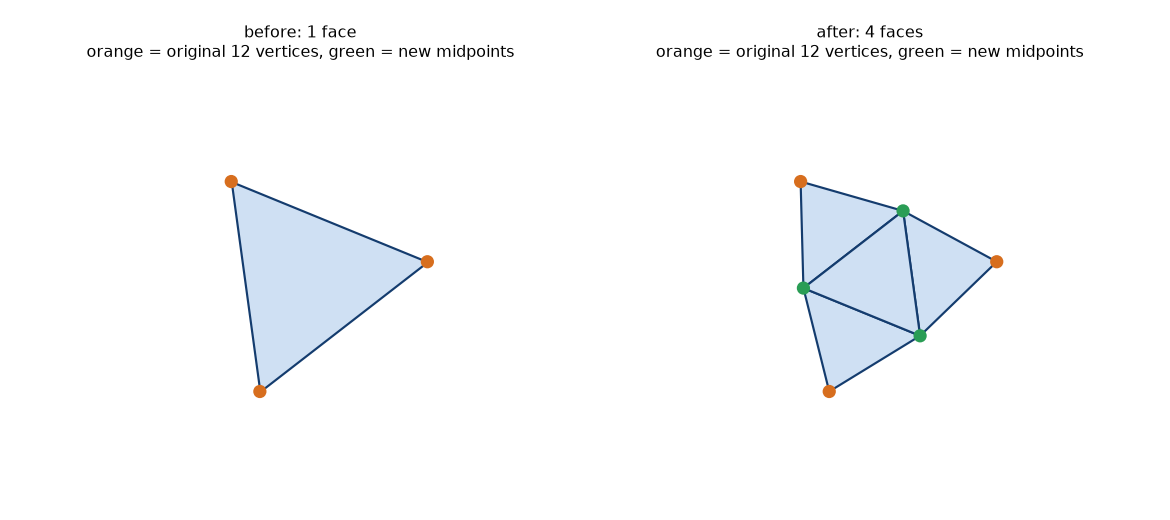 before: 1 face
orange = original 12 vertices, green = new midpoints
after: 4 faces
orange = original 12 vertices, green = new midpoints